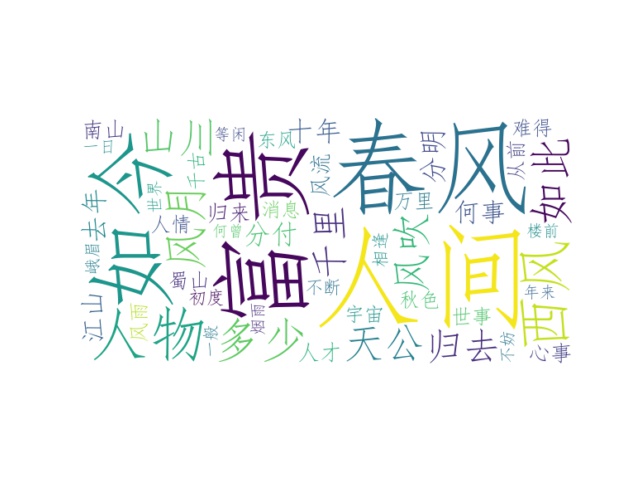 南山
一日
去年
峨眉
江山
如今
人物
山川
世界
千古
风月
人情
蜀山
初度
风雨
一般
等闲
东风
归来
消息
何曾
分付
富贵
多少
烟雨
十年
风流
千里
不断
人才
春风
人间
宇宙
天公
相逢
万里
风吹
秋色
分明
从前
难得
如此
何事
楼前
西风
年来
世事
归去
不妨
心事